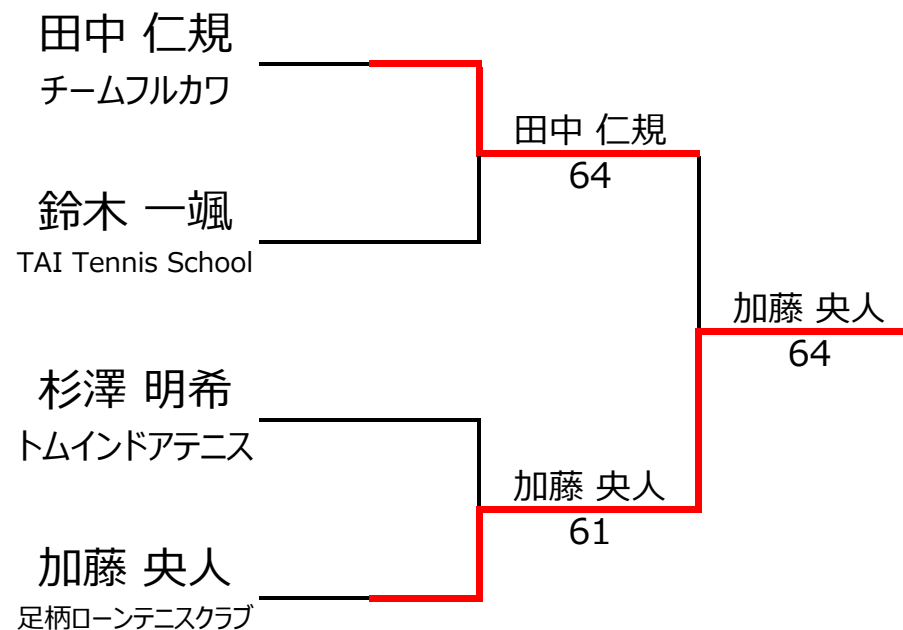 田中 仁規
チームフルカワ
田中 仁規
64
鈴木 一颯
TAI Tennis School
加藤 央人
64
杉澤 明希
トムインドアテニス
加藤 央人
61
加藤 央人
足柄ローンテニスクラブ